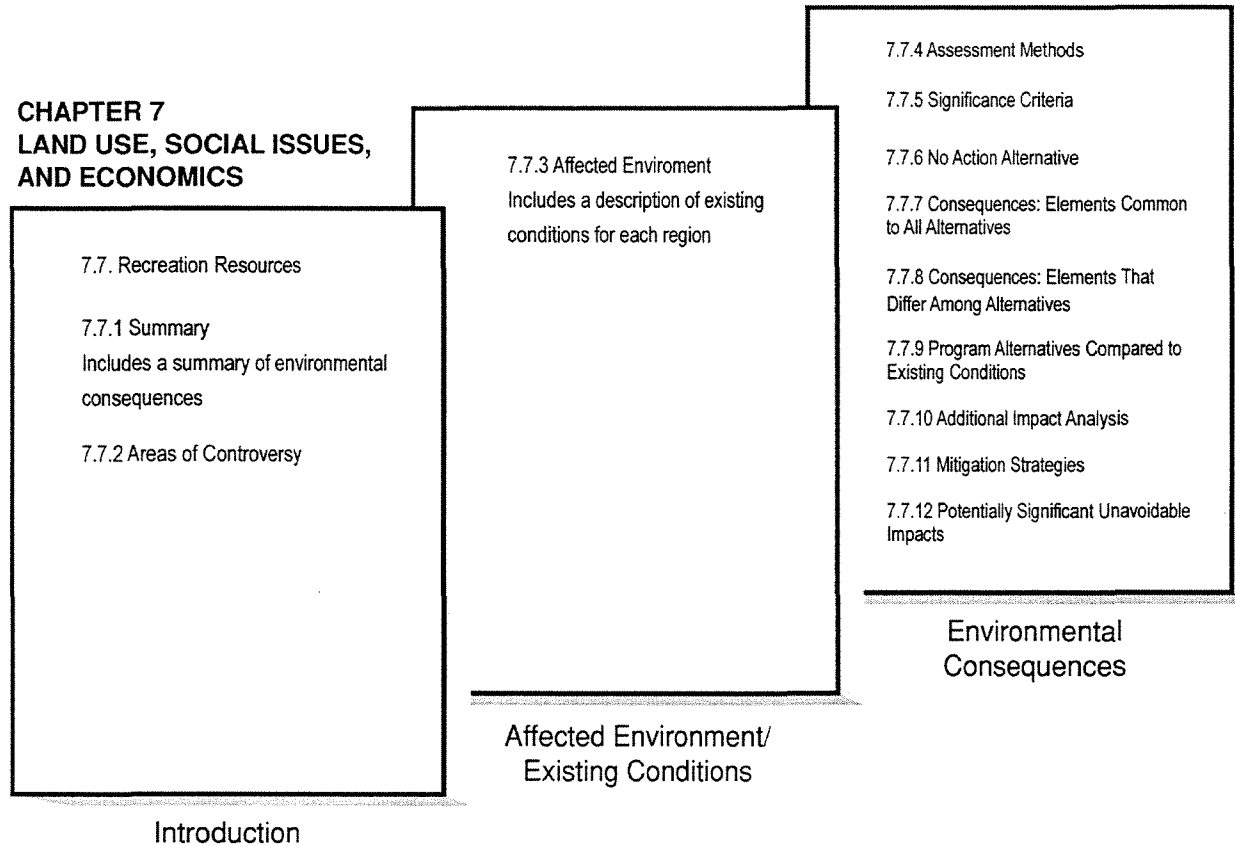 CHAPTER 7
LAND USE, SOCIAL ISSUES,
AND ECONOMICS
7.7. Recreation Resources
7.7.1 Summary
Includes a summary of environmental
consequences
7.7.2 Areas of Controversy
Introduction
7.7.3 Affected Enviroment
Includes a description of existing
conditions for each region
Affected Environment/
Existing Conditions
7.7.4 Assessment Methods
7.7.5 Significance Criteria
7.7.6 No Action Alternative
7.7.7 Consequences: Elements Common
to All Alternatives
7.7.8 Consequences: Elements That
Differ Among Alternatives
7.7.9 Program Alternatives Compared to
Existing Conditions
7.7.10 Additional Impact Analysis
7.7.11 Mitigation Strategies
7.7.12 Potentially Significant Unavoidable
Impacts
Environmental
Consequences